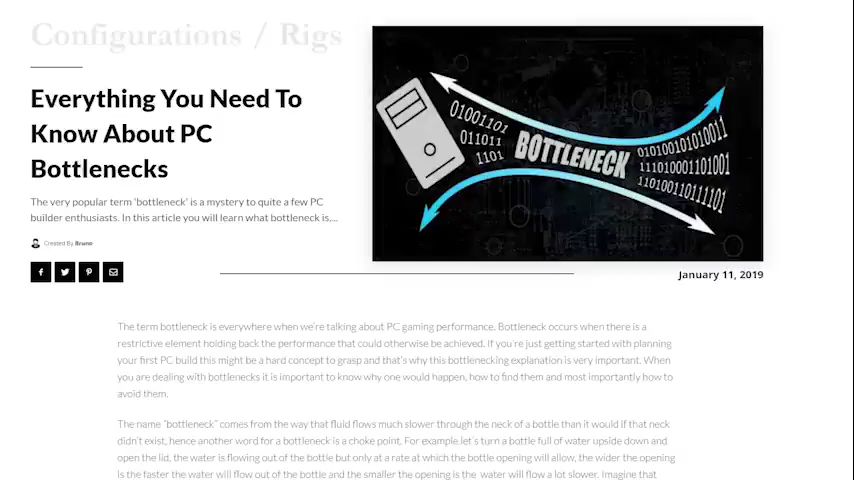 Configurations / Rigs
Everything You Need To
Know About PC
Bottlenecks
The very popular term 'bottleneck' is a mystery to quite a few PC
builder enthusiasts. In this article you will learn what bottleneck is,...
Created By Bruno
01001101
011011
1101
BOTTLENECK
010100101010011
1110100001101001
110100110111101
January 11, 2019
The term bottleneck is everywhere when we're talking about PC gaming performance. Bottleneck occurs when there is a
restrictive element holding back the performance that could otherwise be achieved. If you're just getting started with planning
your first PC build this might be a hard concept to grasp and that's why this bottlenecking explanation is very important. When
you are dealing with bottlenecks it is important to know why one would happen, how to find them and most importantly how to
avoid them.
The name "bottleneck" comes from the way that fluid flows much slower through the neck of a bottle than it would if that neck
didn't exist, hence another word for a bottleneck is a choke point. For example let's turn a bottle full of water upside down and
open the lid, the water is flowing out of the bottle but only at a rate at which the bottle opening will allow, the wider the opening
is the faster the water will flow out of the bottle and the smaller the opening is the water will flow a lot slower. Imagine that